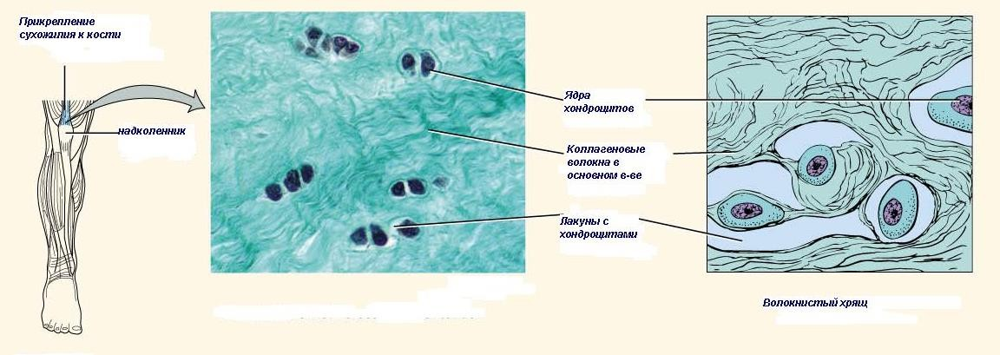 Прикрепление
сухожилия к кости
надколенник
Ядра
хондроцитов
Коллагеновые
волокна в
основном в-ве
Лакуны с
хондроцитами
Волокнистый хрящ